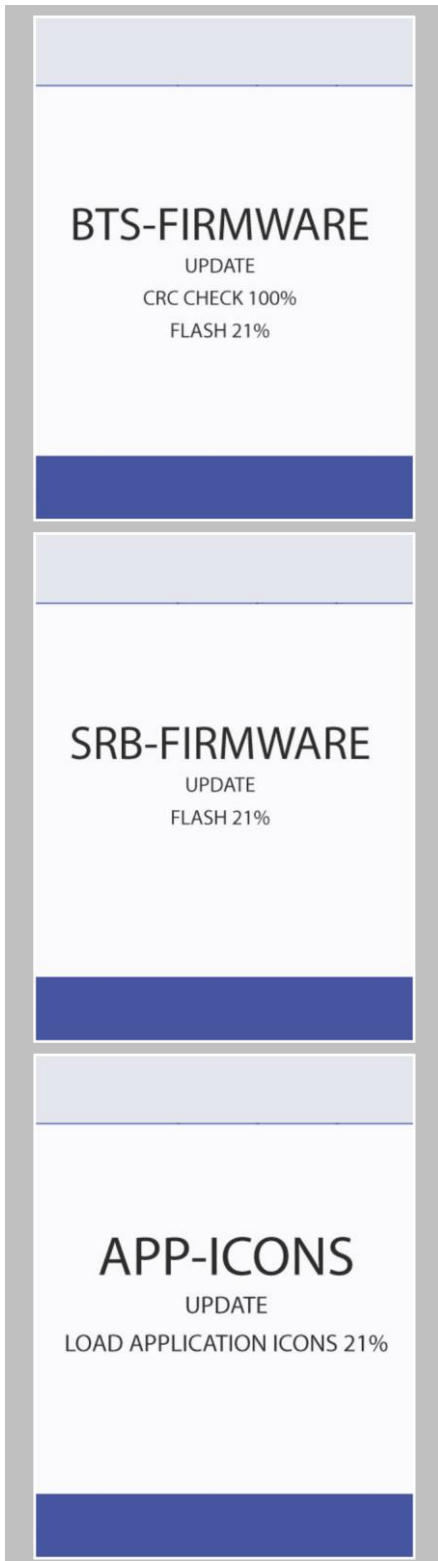 BTS-FIRMWARE
UPDATE
CRC CHECK 100%
FLASH 21%
SRB-FIRMWARE
UPDATE
FLASH 21%
APP-ICONS
UPDATE
LOAD APPLICATION ICONS 21%